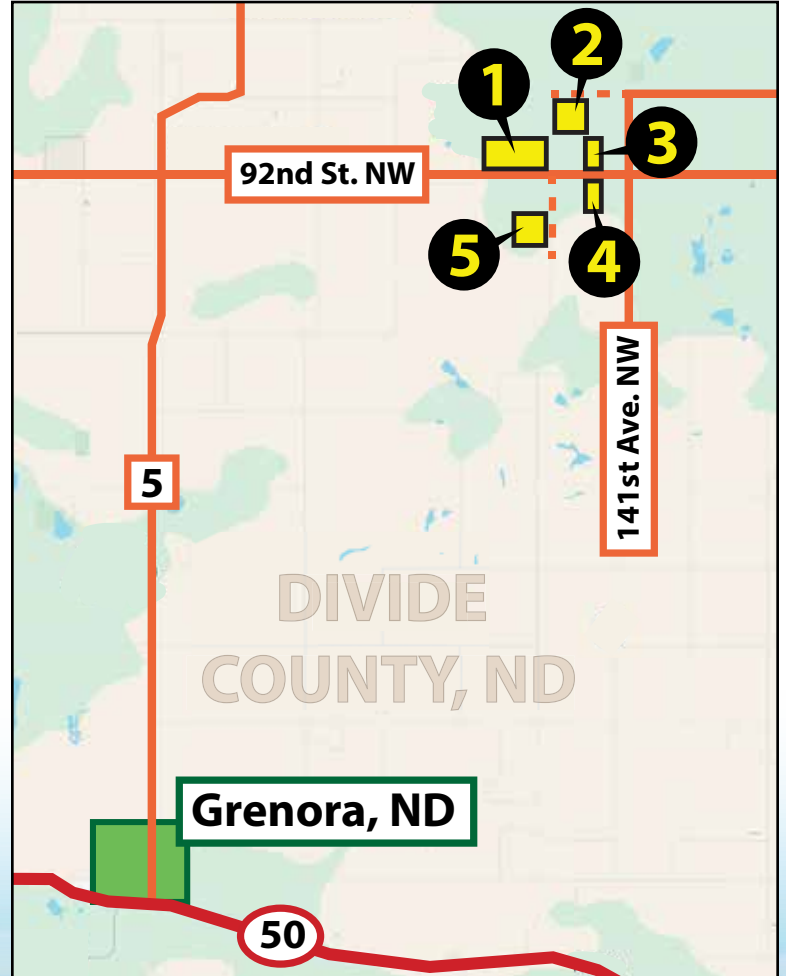 2
1
3
92nd St. NW
5
4
141st Ave. NW
5
DIVIDE
COUNTY, ND
Grenora, ND
50